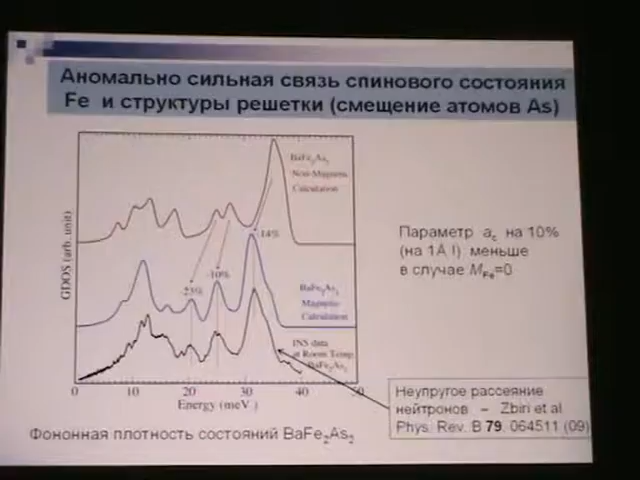 Аномально сильная связь спинового состояния
Fe и структуры решетки (смещение атомов As)
BaFe2As2
Non-Magnetic
Calculation
-14%
-10%
-23%
BaFe2As2
Magnetic
Calculation
INS data
at Room Temp.
BaFe2As2
GDOS (arb. unit)
0 10 20 30 40 50
Energy (meV)
Параметр ac на 10%
(на 1Å !) меньше
в случае MFe=0
Неупругое рассеяние
нейтронов – Zbiri et al
Phys. Rev. B 79, 064511 (09)
Фононная плотность состояний BaFe2As2